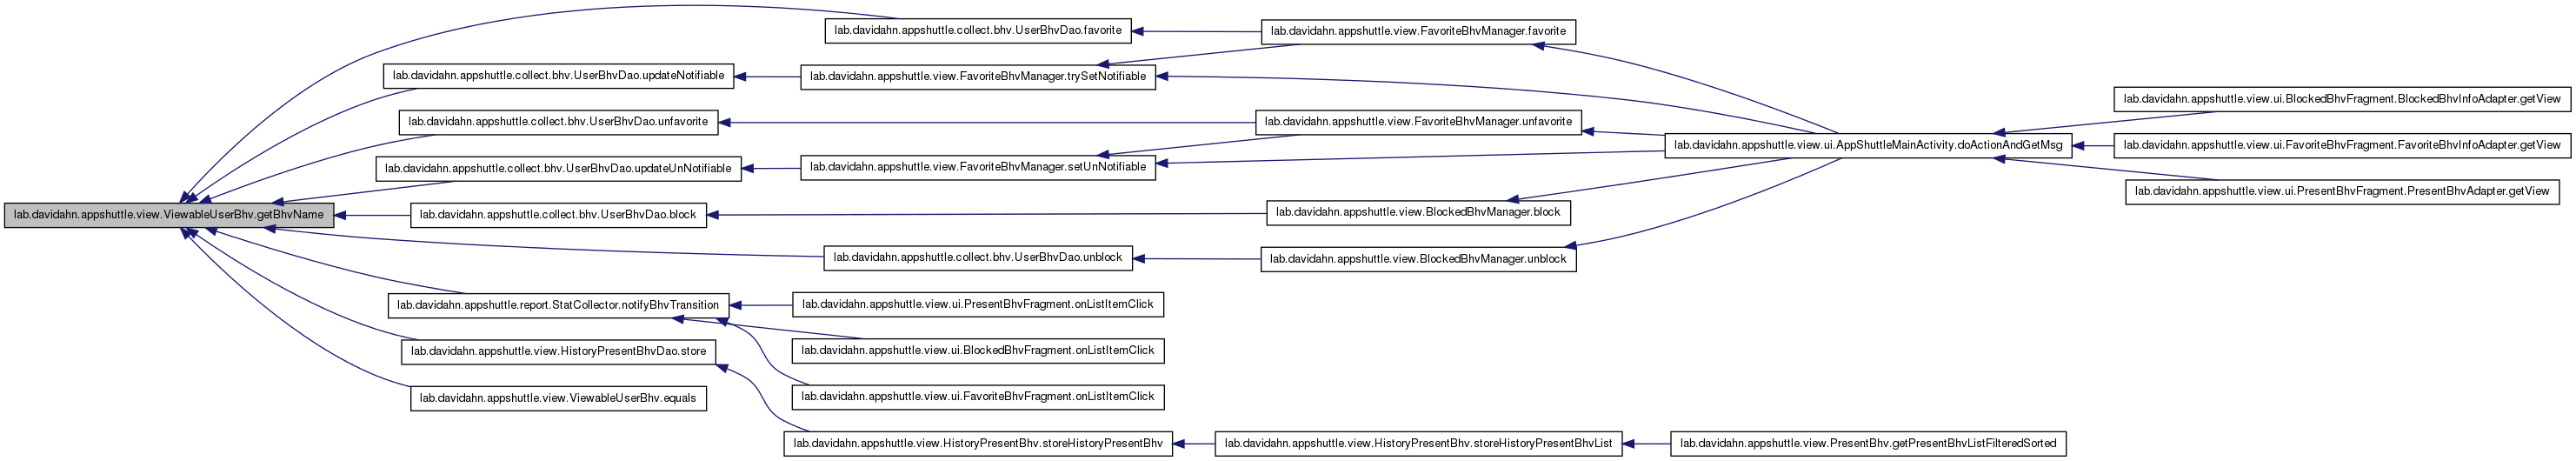 lab.davidahn.appshuttle.view.ViewableUserBhv.getBhvName
lab.davidahn.appshuttle.collect.bhv.UserBhvDao.favorite
lab.davidahn.appshuttle.view.FavoriteBhvManager.favorite
lab.davidahn.appshuttle.collect.bhv.UserBhvDao.updateNotifiable
lab.davidahn.appshuttle.view.FavoriteBhvManager.trySetNotifiable
lab.davidahn.appshuttle.collect.bhv.UserBhvDao.unfavorite
lab.davidahn.appshuttle.view.FavoriteBhvManager.unfavorite
lab.davidahn.appshuttle.collect.bhv.UserBhvDao.updateUnNotifiable
lab.davidahn.appshuttle.view.FavoriteBhvManager.setUnNotifiable
lab.davidahn.appshuttle.collect.bhv.UserBhvDao.block
lab.davidahn.appshuttle.view.BlockedBhvManager.block
lab.davidahn.appshuttle.collect.bhv.UserBhvDao.unblock
lab.davidahn.appshuttle.view.BlockedBhvManager.unblock
lab.davidahn.appshuttle.view.ui.AppShuttleMainActivity.doActionAndGetMsg
lab.davidahn.appshuttle.view.ui.BlockedBhvFragment.BlockedBhvInfoAdapter.getView
lab.davidahn.appshuttle.view.ui.FavoriteBhvFragment.FavoriteBhvInfoAdapter.getView
lab.davidahn.appshuttle.view.ui.PresentBhvFragment.PresentBhvAdapter.getView
lab.davidahn.appshuttle.report.StatCollector.notifyBhvTransition
lab.davidahn.appshuttle.view.ui.PresentBhvFragment.onListItemClick
lab.davidahn.appshuttle.view.ui.BlockedBhvFragment.onListItemClick
lab.davidahn.appshuttle.view.ui.FavoriteBhvFragment.onListItemClick
lab.davidahn.appshuttle.view.HistoryPresentBhvDao.store
lab.davidahn.appshuttle.view.ViewableUserBhv.equals
lab.davidahn.appshuttle.view.HistoryPresentBhv.storeHistoryPresentBhv
lab.davidahn.appshuttle.view.HistoryPresentBhv.storeHistoryPresentBhvList
lab.davidahn.appshuttle.view.PresentBhv.getPresentBhvListFilteredSorted